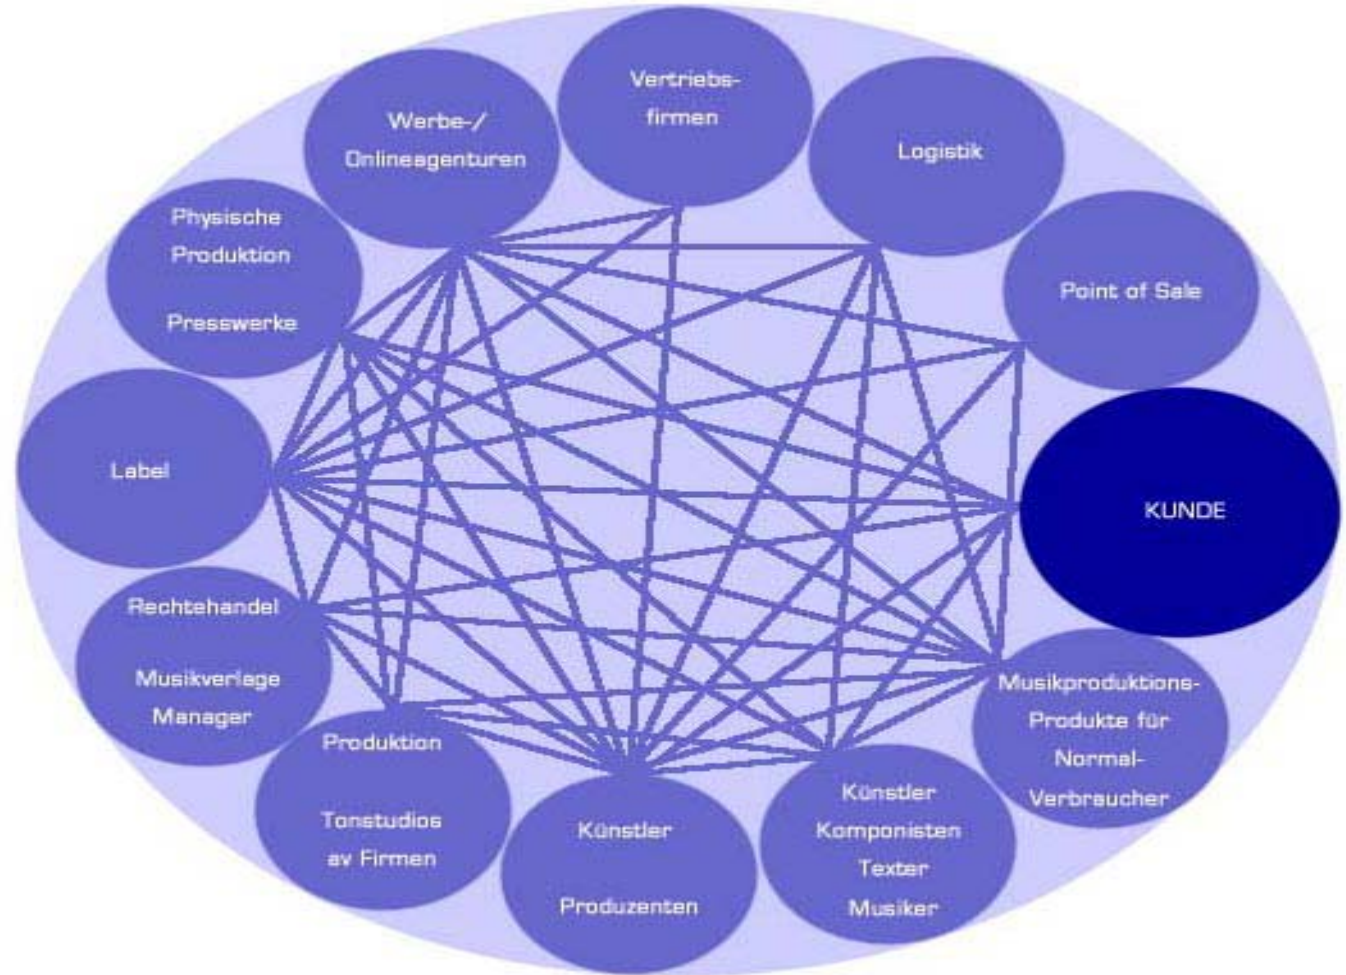 Vertriebs-
firmen
Werbe-/
Onlineagenturen
Logistik
Physische
Produktion
Presswerke
Point of Sale
Label
KUNDE
Rechtehandel
Musikverlage
Manager
Musikproduktions-
Produkte für
Normal-
Verbraucher
Produktion
Tonstudios
av Firmen
Künstler
Produzenten
Künstler
Komponisten
Texter
Musiker